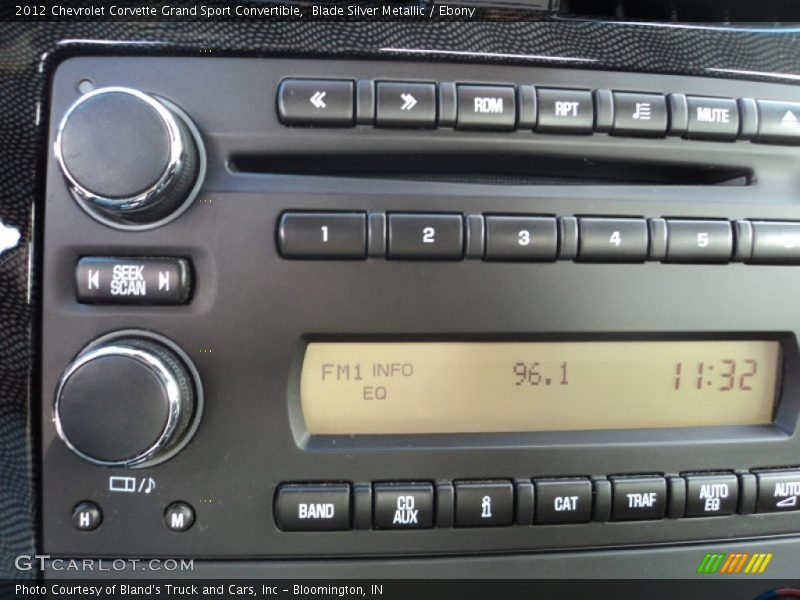 2012 Chevrolet Corvette Grand Sport Convertible, Blade Silver Metallic / Ebony
RDM RPT MUTE
1 2 3 4 5
SEEK
SCAN
FM1 INFO 96.1 11:32
EQ
BAND CD AUX i CAT TRAF AUTO EQ AUTO
H M
GTCARLOT.COM
Photo Courtesy of Bland's Truck and Cars, Inc – Bloomington, IN